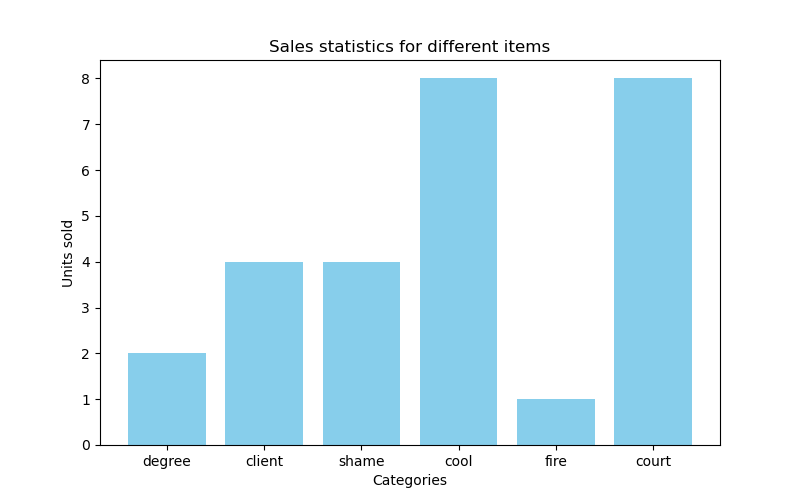 Sales statistics for different items
Units sold
8
7
6
5
4
3
2
1
0
degree client shame cool fire court
Categories